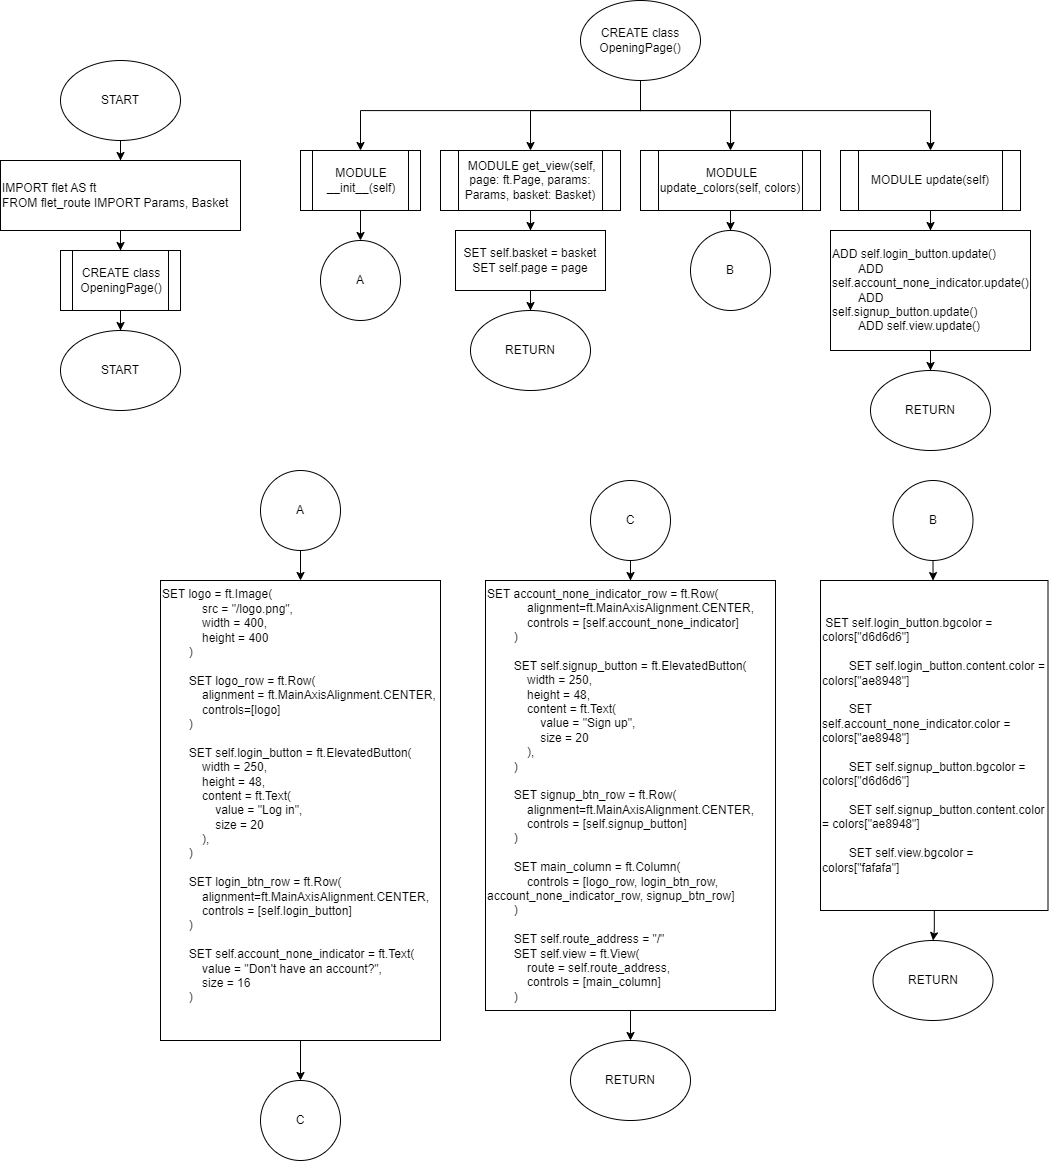 CREATE class
OpeningPage()
START
IMPORT flet AS ft
FROM flet_route IMPORT Params, Basket
CREATE class
OpeningPage()
START
MODULE
__init__(self)
A
MODULE get_view(self,
page: ft.Page, params:
Params, basket: Basket)
SET self.basket = basket
SET self.page = page
RETURN
MODULE
update_colors(self, colors)
B
MODULE update(self)
ADD self.login_button.update()
ADD
self.account_none_indicator.update()
ADD
self.signup_button.update()
ADD self.view.update()
RETURN
A
SET logo = ft.Image(
src = "/logo.png",
width = 400,
height = 400
)
SET logo_row = ft.Row(
alignment = ft.MainAxisAlignment.CENTER,
controls=[logo]
)
SET self.login_button = ft.ElevatedButton(
width = 250,
height = 48,
content = ft.Text(
value = "Log in",
size = 20
),
)
SET login_btn_row = ft.Row(
alignment=ft.MainAxisAlignment.CENTER,
controls = [self.login_button]
)
SET self.account_none_indicator = ft.Text(
value = "Don't have an account?",
size = 16
)
C
C
SET account_none_indicator_row = ft.Row(
alignment=ft.MainAxisAlignment.CENTER,
controls = [self.account_none_indicator]
)
SET self.signup_button = ft.ElevatedButton(
width = 250,
height = 48,
content = ft.Text(
value = "Sign up",
size = 20
),
)
SET signup_btn_row = ft.Row(
alignment=ft.MainAxisAlignment.CENTER,
controls = [self.signup_button]
)
SET main_column = ft.Column(
controls = [logo_row, login_btn_row,
account_none_indicator_row, signup_btn_row]
)
SET self.route_address = "/"
SET self.view = ft.View(
route = self.route_address,
controls = [main_column]
)
RETURN
B
SET self.login_button.bgcolor =
colors["d6d6d6"]
SET self.login_button.content.color =
colors["ae8948"]
SET
self.account_none_indicator.color =
colors["ae8948"]
SET self.signup_button.bgcolor =
colors["d6d6d6"]
SET self.signup_button.content.color
= colors["ae8948"]
SET self.view.bgcolor =
colors["fafafa"]
RETURN